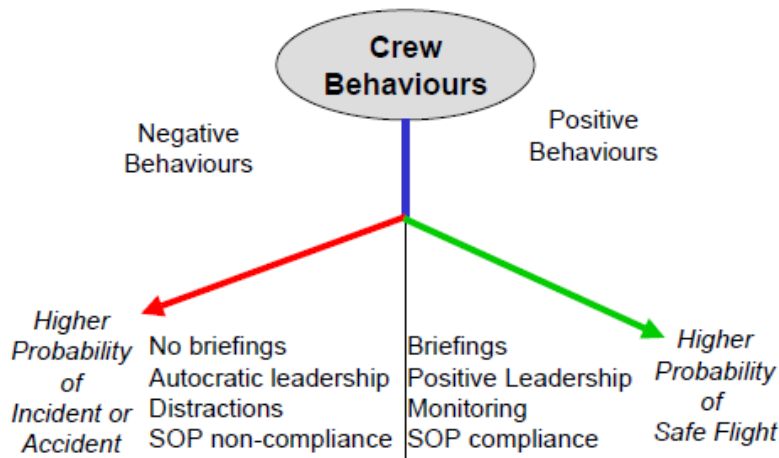 Crew
Behaviours
Negative
Behaviours
Positive
Behaviours
Higher
Probability
of
Incident or
Accident
No briefings
Autocratic leadership
Distractions
SOP non-compliance
Briefings
Positive Leadership
Monitoring
SOP compliance
Higher
Probability
of
Safe Flight